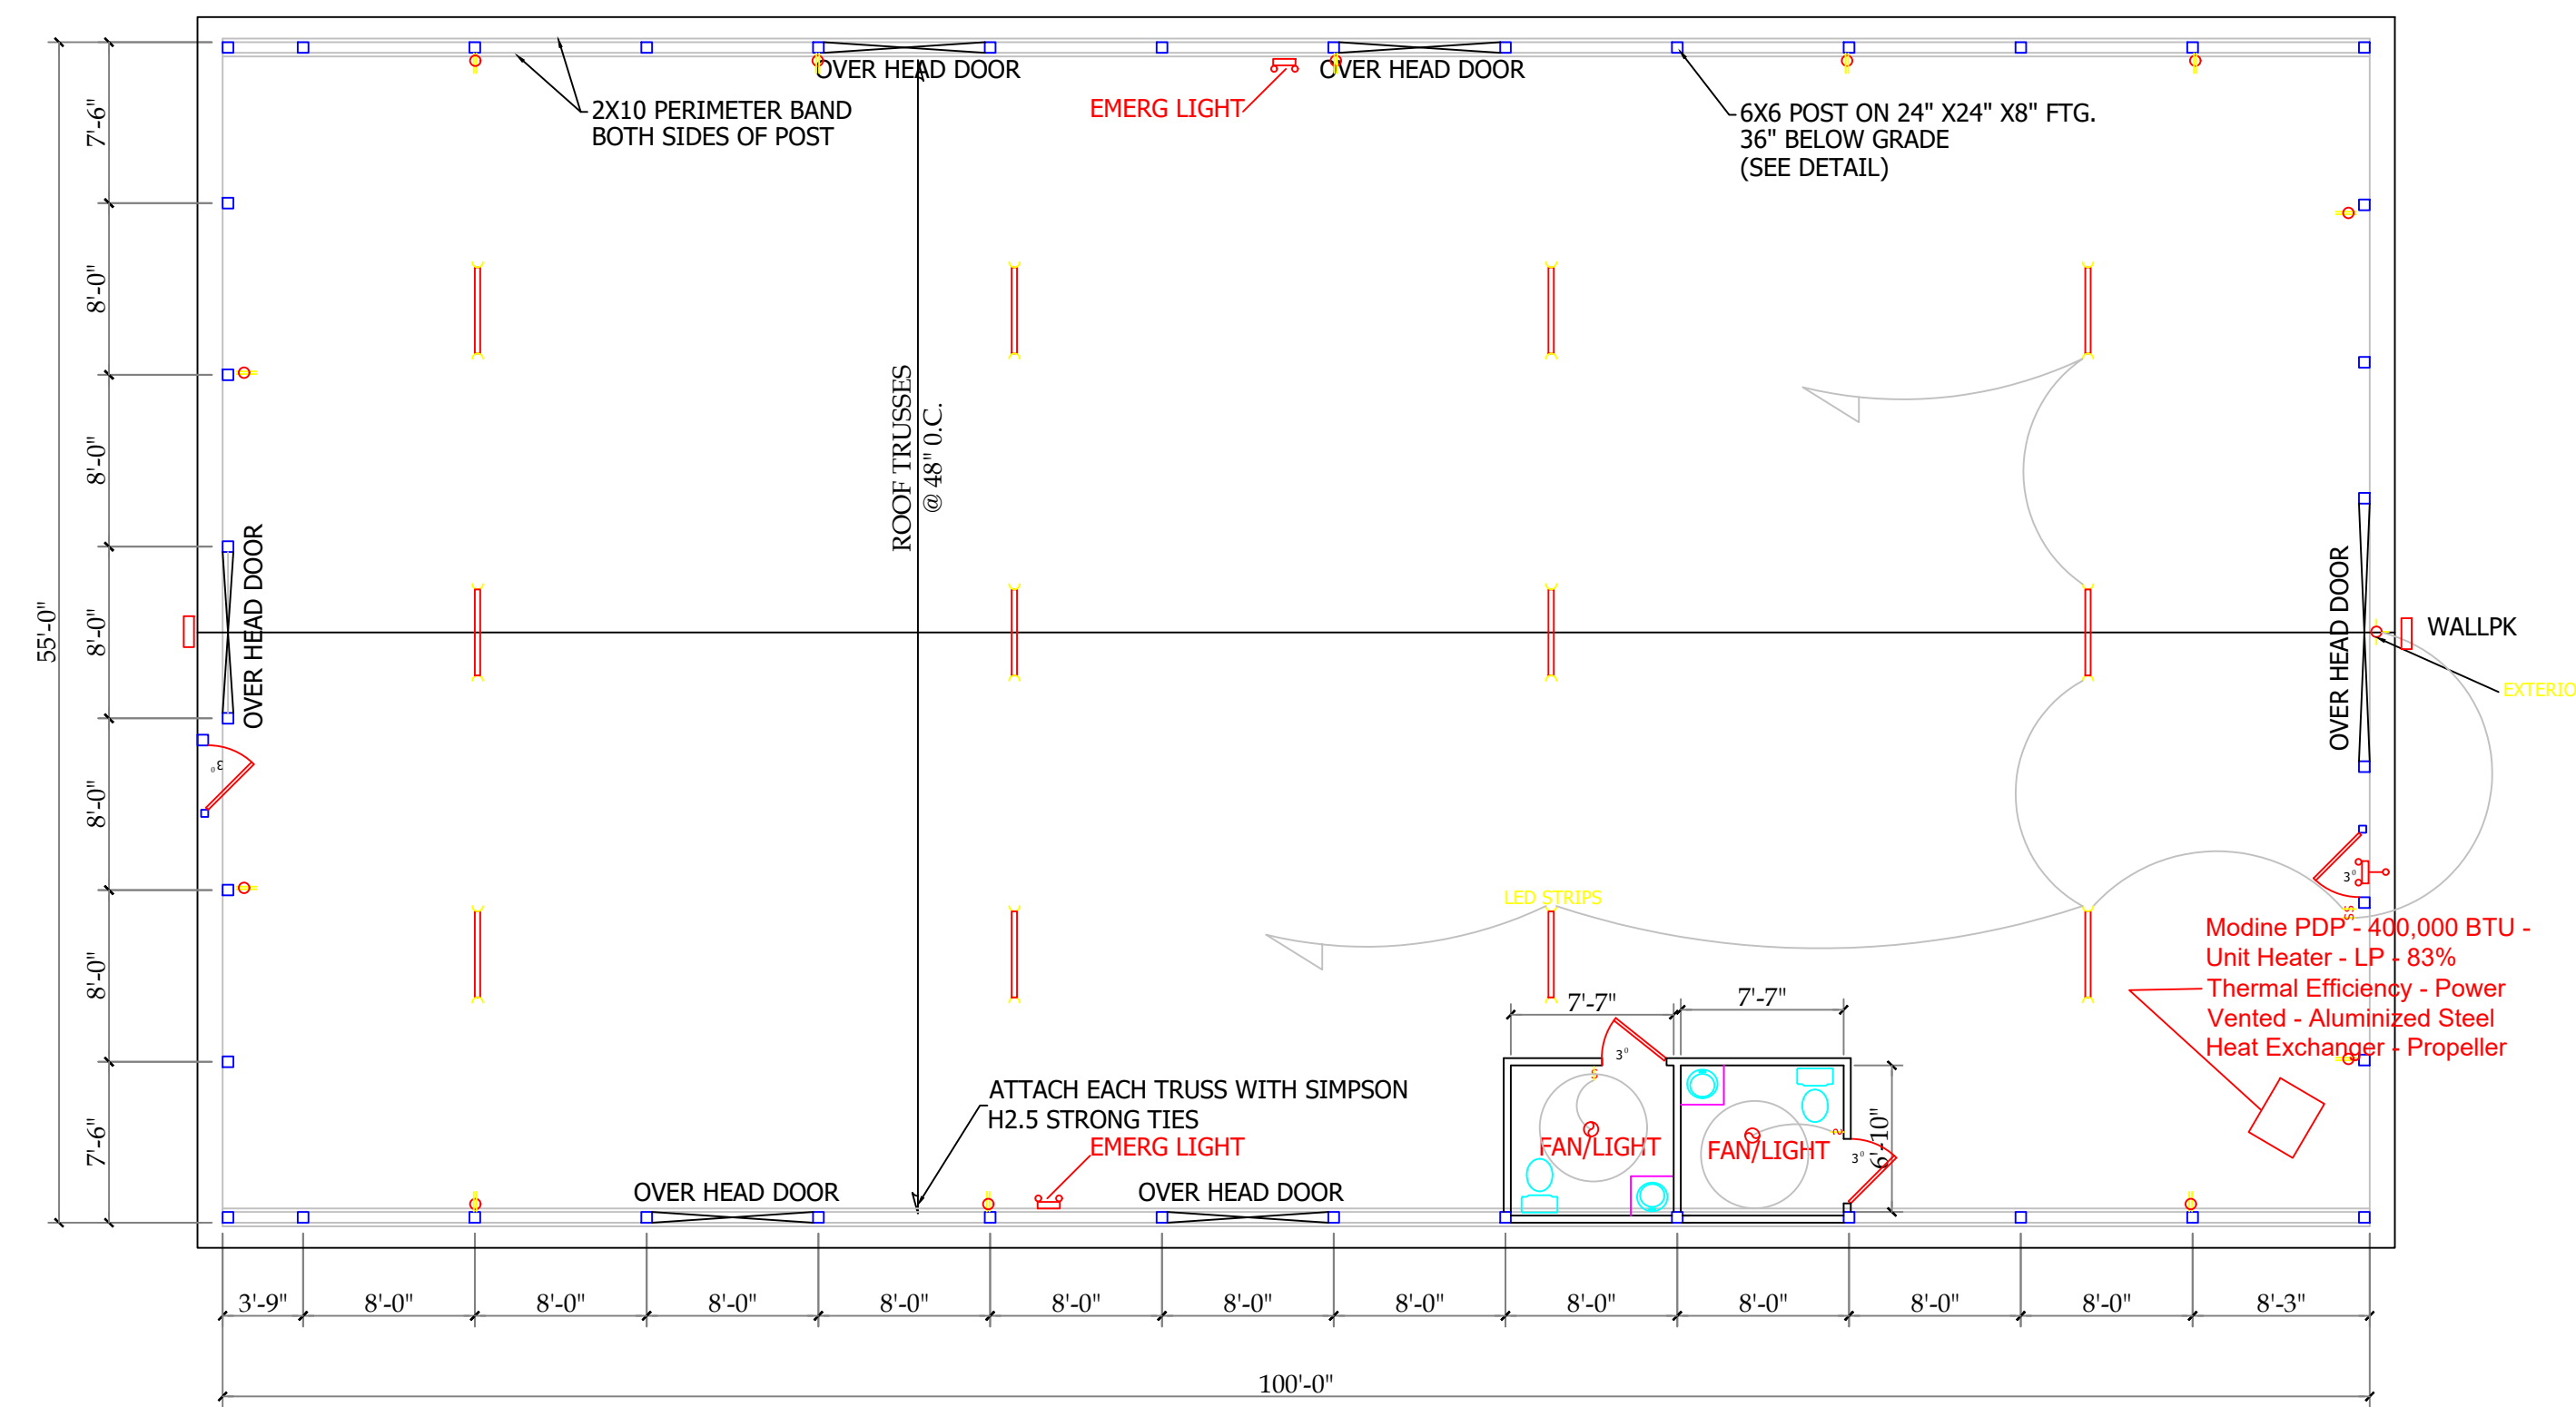 OVER HEAD DOOR
OVER HEAD DOOR
2X10 PERIMETER BAND
BOTH SIDES OF POST
EMERG LIGHT
6X6 POST ON 24" X24" X8" FTG.
36" BELOW GRADE
(SEE DETAIL)
7'-6"
8'-0"
8'-0"
8'-0"
8'-0"
8'-0"
7'-6"
55'-0"
ROOF TRUSSES
@ 48" O.C.
OVER HEAD DOOR
OVER HEAD DOOR
WALLPK
EXTERIO
3⁰
3⁰
SS
LED STRIPS
Modine PDP - 400,000 BTU -
Unit Heater - LP - 83%
Thermal Efficiency - Power
Vented - Aluminized Steel
Heat Exchanger - Propeller
7'-7"
7'-7"
3⁰
S
ATTACH EACH TRUSS WITH SIMPSON
H2.5 STRONG TIES
EMERG LIGHT
FAN/LIGHT
FAN/LIGHT
S
3⁰
6'-10"
OVER HEAD DOOR
OVER HEAD DOOR
3'-9"
8'-0"
8'-0"
8'-0"
8'-0"
8'-0"
8'-0"
8'-0"
8'-0"
8'-0"
8'-0"
8'-0"
8'-3"
100'-0"